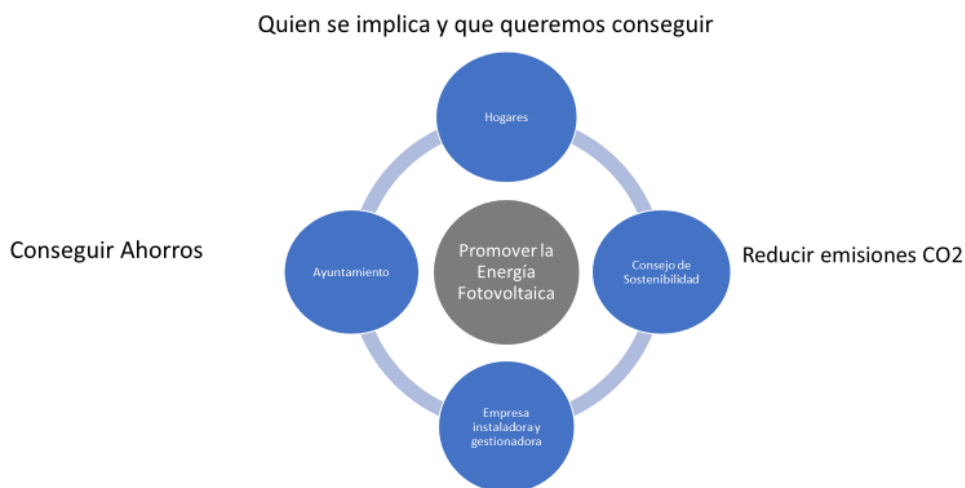 Quien se implica y que queremos conseguir
Hogares
Conseguir Ahorros
Ayuntamiento
Promover la
Energía
Fotovoltaica
Consejo de
Sostenibilidad
Reducir emisiones CO2
Empresa
instaladora y
gestionadora